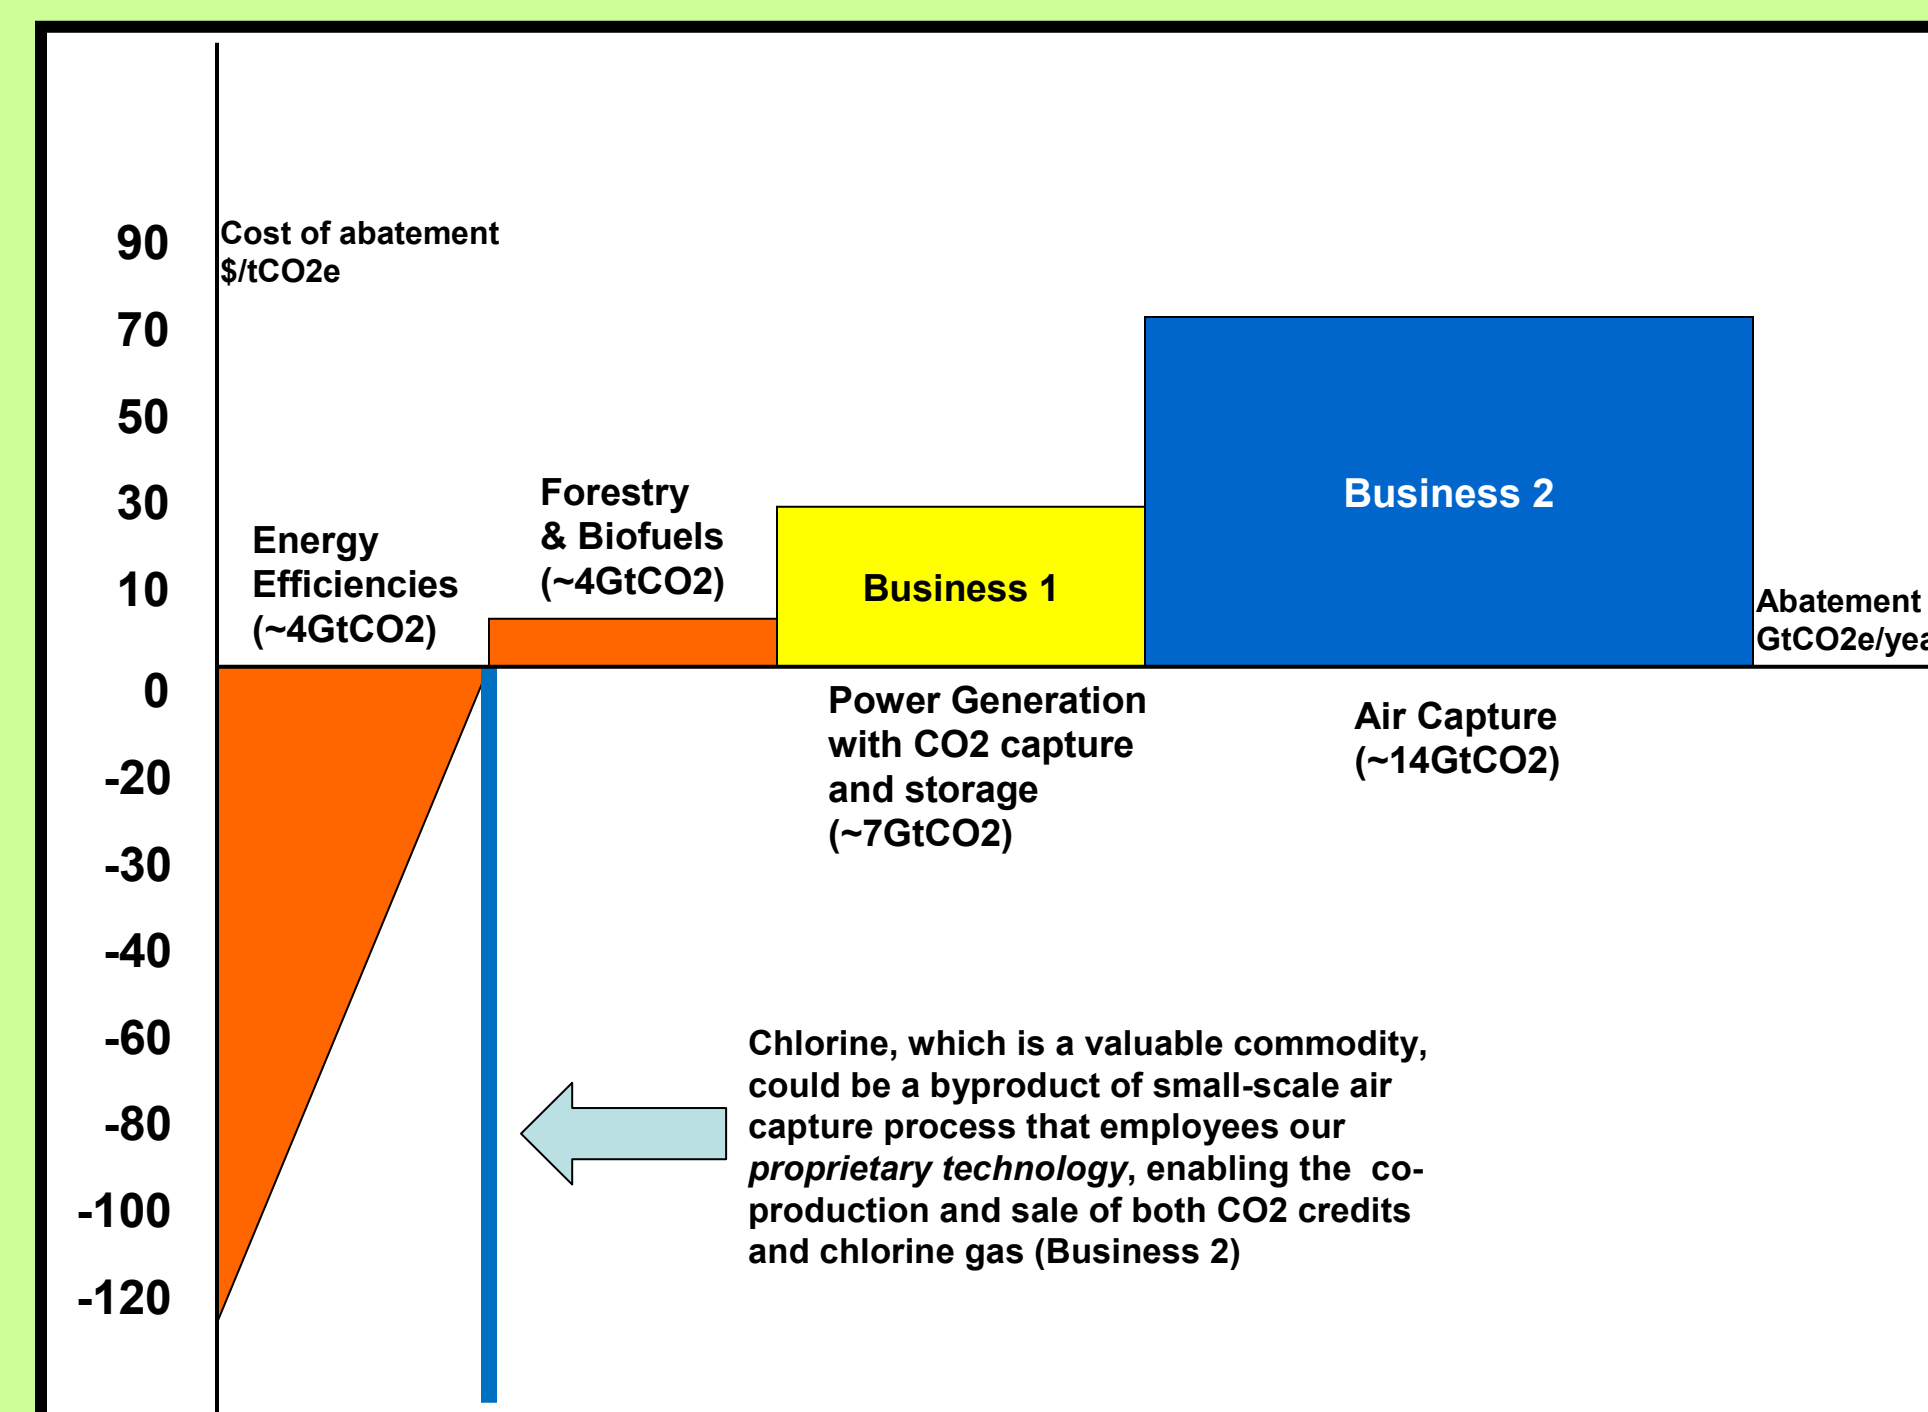 90
70
50
30
10
0
-20
-30
-40
-60
-80
-100
-120
Cost of abatement
$/tCO2e
Energy
Efficiencies
(~4GtCO2)
Forestry
& Biofuels
(~4GtCO2)
Business 1
Business 2
Abatement
GtCO2e/yea
Power Generation
with CO2 capture
and storage
(~7GtCO2)
Air Capture
(~14GtCO2)
Chlorine, which is a valuable commodity,
could be a byproduct of small-scale air
capture process that employees our
proprietary technology, enabling the co-
production and sale of both CO2 credits
and chlorine gas (Business 2)